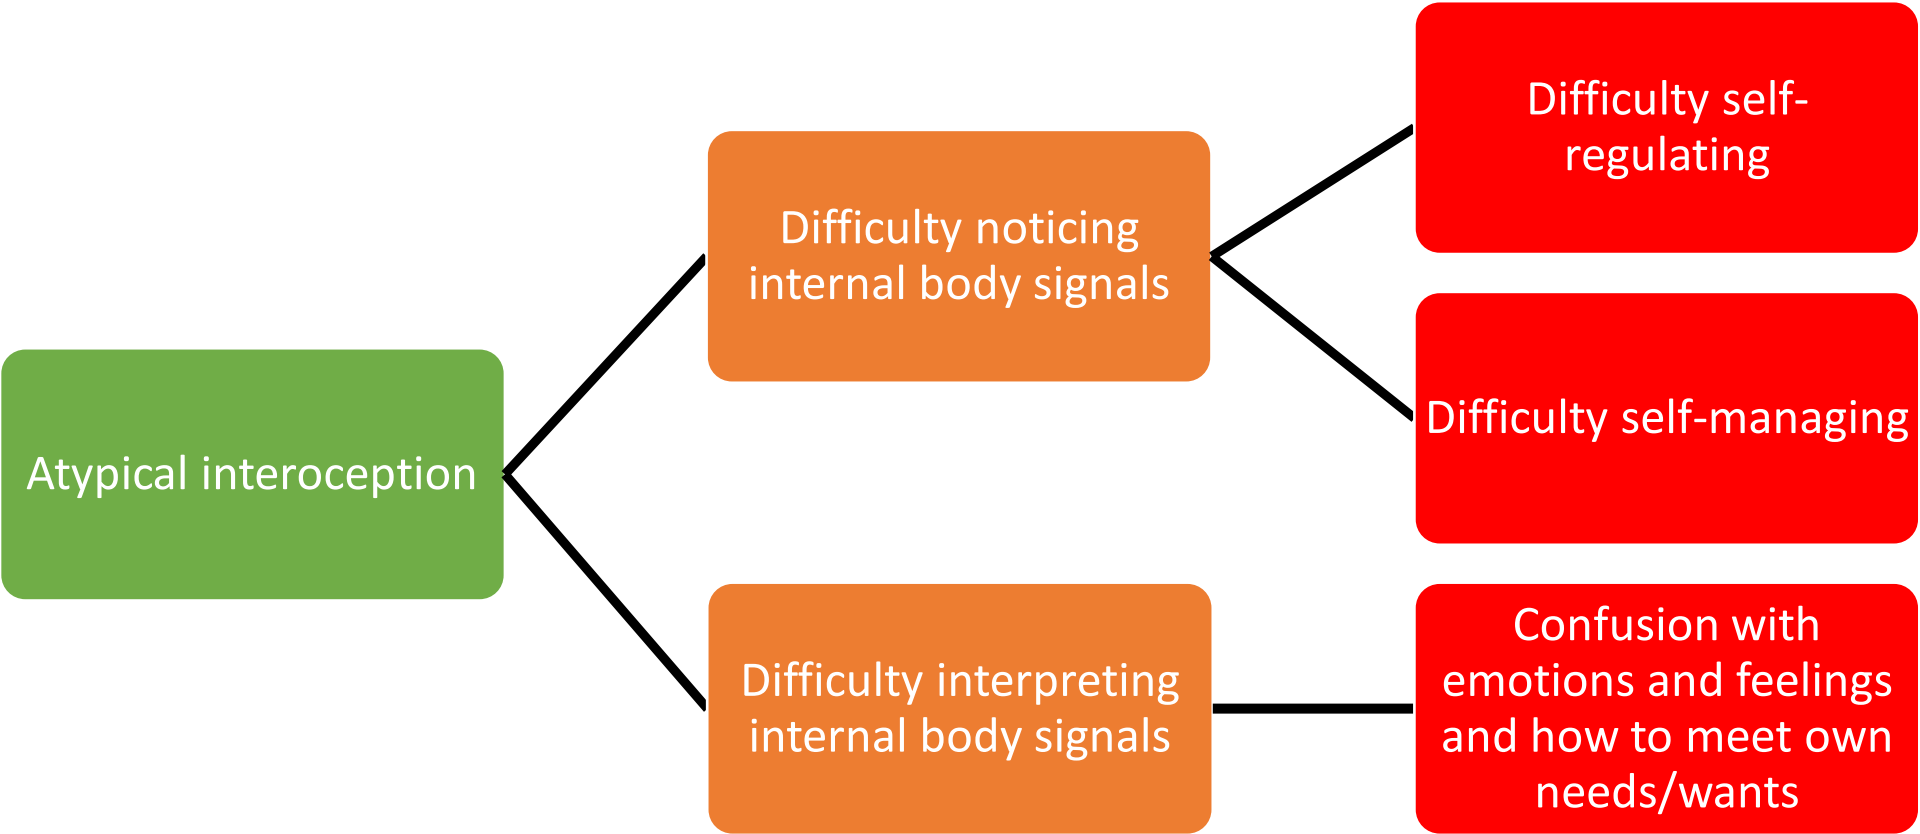 Atypical interoception
Difficulty noticing
internal body signals
Difficulty interpreting
internal body signals
Difficulty self-
regulating
Difficulty self-managing
Confusion with
emotions and feelings
and how to meet own
needs/wants